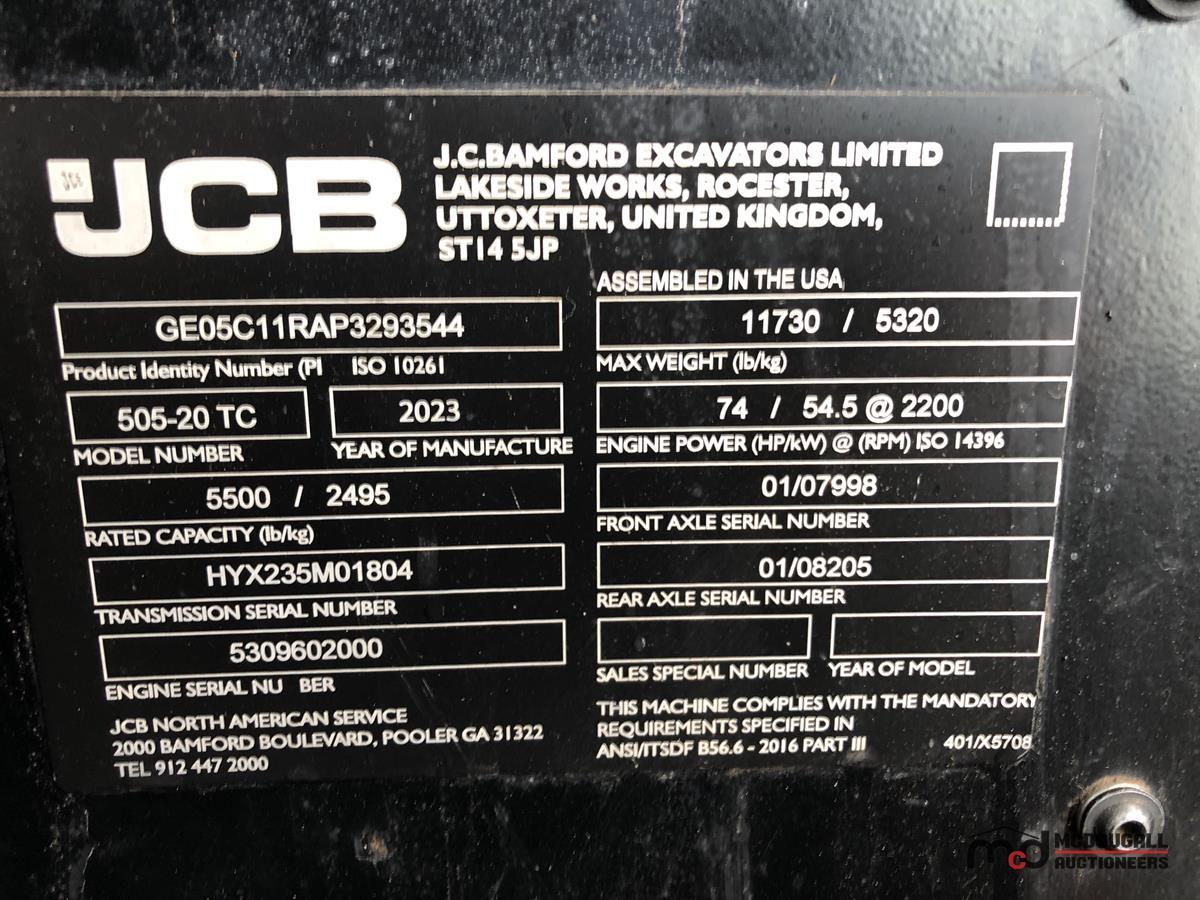 JCB
JCB
J.C.BAMFORD EXCAVATORS LIMITED
LAKESIDE WORKS, ROCESTER,
UTTOXETER, UNITED KINGDOM,
ST14 5JP
ASSEMBLED IN THE USA
GE05C11RAP3293544
Product Identity Number (PI ISO 10261
505-20 TC
MODEL NUMBER
2023
YEAR OF MANUFACTURE
5500 / 2495
RATED CAPACITY (lb/kg)
HYX235M01804
TRANSMISSION SERIAL NUMBER
5309602000
ENGINE SERIAL NU BER
JCB NORTH AMERICAN SERVICE
2000 BAMFORD BOULEVARD, POOLER GA 31322
TEL 912 447 2000
11730 / 5320
MAX WEIGHT (lb/kg)
74 / 54.5 @ 2200
ENGINE POWER (HP/kW) @ (RPM) ISO 14396
01/07998
FRONT AXLE SERIAL NUMBER
01/08205
REAR AXLE SERIAL NUMBER
SALES SPECIAL NUMBER
YEAR OF MODEL
THIS MACHINE COMPLIES WITH THE MANDATORY
REQUIREMENTS SPECIFIED IN
ANSI/ITSDF B56.6 - 2016 PART III
401/X5708
mcd
MCDOUGALL
AUCTIONEERS